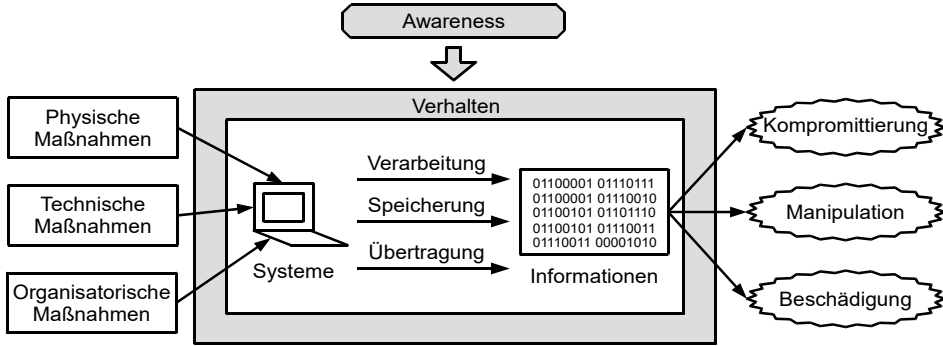 Awareness
Verhalten
Physische
Maßnahmen
Technische
Maßnahmen
Organisatorische
Maßnahmen
Systeme
Verarbeitung
Speicherung
Übertragung
01100001 01110111
01100001 01110010
01100101 01101110
01100101 01110011
01110011 00001010
Informationen
Kompromittierung
Manipulation
Beschädigung